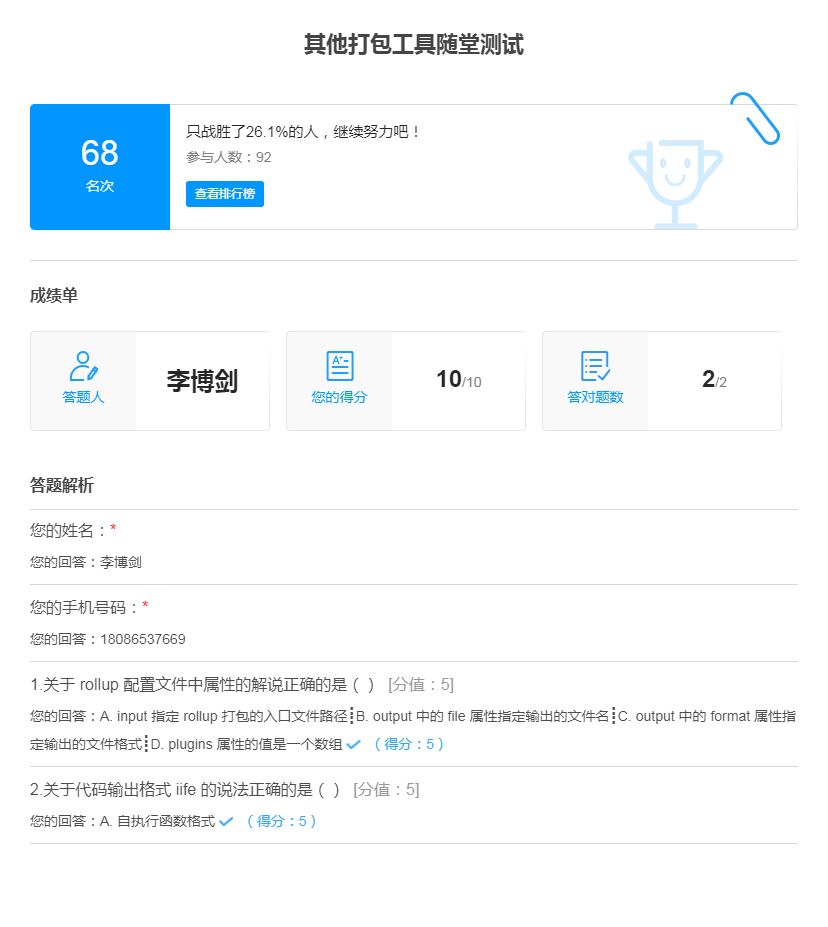 其他打包工具随堂测试
68
名次
只战胜了26.1%的人，继续努力吧！
参与人数：92
查看排行榜
成绩单
答题人
李博剑
A+
您的得分
10/10
答对题数
2/2
答题解析
您的姓名：*
您的回答：李博剑
您的手机号码：*
您的回答：18086537669
1.关于 rollup 配置文件中属性的解说正确的是（ ） [分值：5]
您的回答：A. input 指定 rollup 打包的入口文件路径┋B. output 中的 file 属性指定输出的文件名┋C. output 中的 format 属性指
定输出的文件格式┋D. plugins 属性的值是一个数组 （得分：5）
2.关于代码输出格式 iife 的说法正确的是（ ） [分值：5]
您的回答：A. 自执行函数格式 （得分：5）